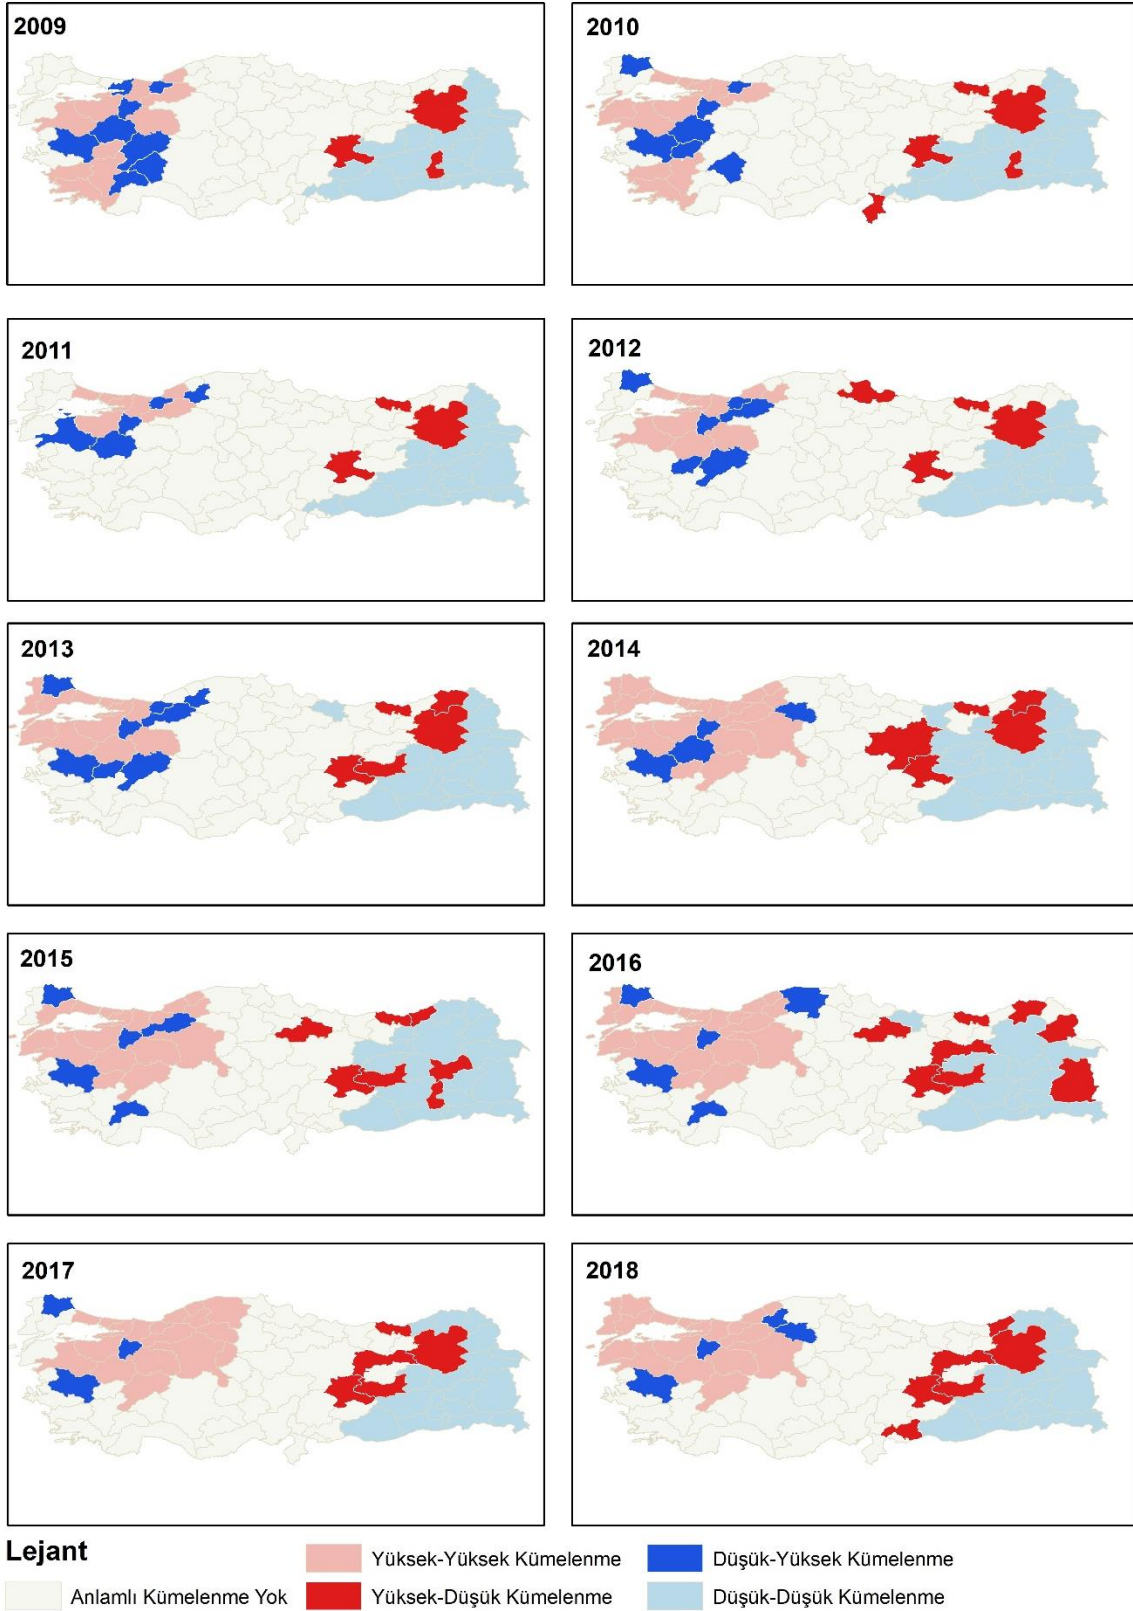 2009
2010
2011
2012
2013
2014
2015
2016
2017
2018
Lejant
Yüksek-Yüksek Kümelenme
Düşük-Yüksek Kümelenme
Anlamlı Kümelenme Yok
Yüksek-Düşük Kümelenme
Düşük-Düşük Kümelenme